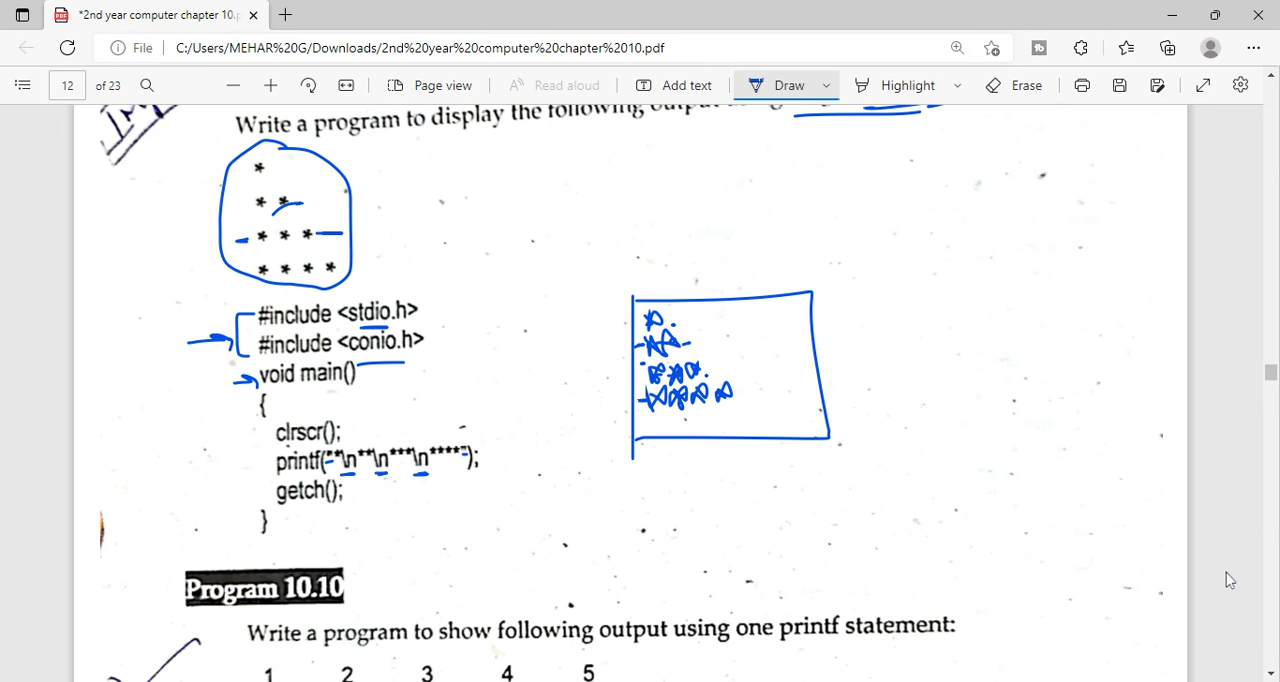 *2nd year computer chapter 10.p
File C:/Users/MEHAR%20G/Downloads/2nd%20year%20computer%20chapter%2010.pdf
12 of 23 Page view Read aloud Add text Draw Highlight Erase
Write a program to display the following output using
*
* *
* * *
* * * *
#include <stdio.h>
#include <conio.h>
void main()
{
clrscr();
printf("*\n**\n***\n****");
getch();
}
Program 10.10
Write a program to show following output using one printf statement:
1 2 3 4 5